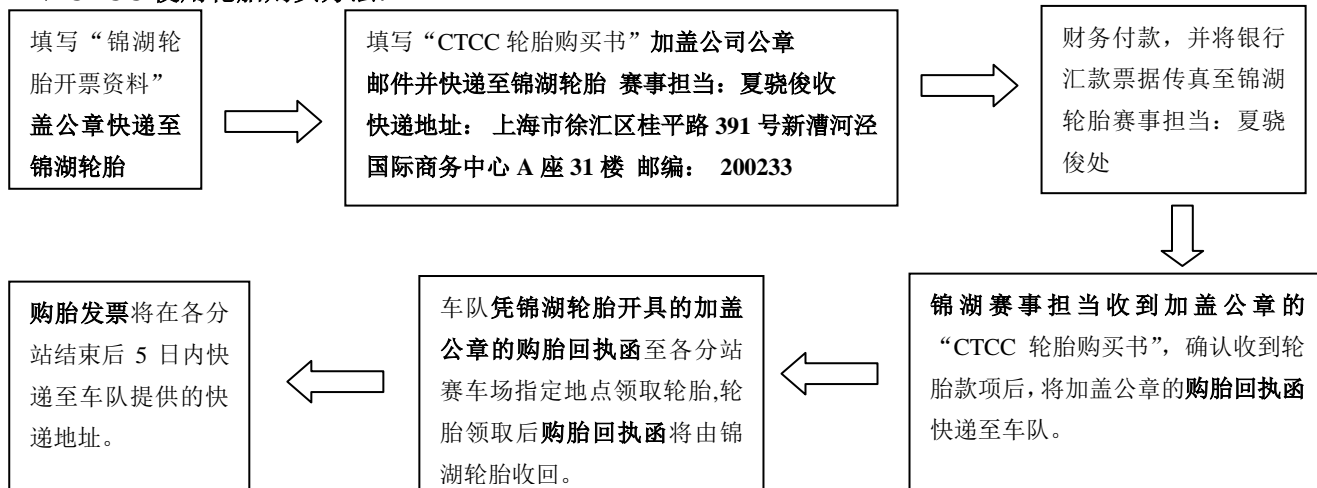 CTCC 使用轮胎购买
填写“锦湖轮
胎开票资料”
盖公章快递至
锦湖轮胎
填写“CTCC 轮胎购买书”加盖公司公章
邮件并快递至锦湖轮胎 赛事担当：夏骁俊收
快递地址： 上海市徐汇区桂平路 391 号新漕河泾
国际商务中心 A 座 31 楼 邮编： 200233
财务付款，并将银行
汇款票据传真至锦湖
轮胎赛事担当：夏骁
俊处
锦湖赛事担当收到加盖公章的
“CTCC 轮胎购买书”，确认收到轮
胎款项后，将加盖公章的购胎回执函
快递至车队。
车队凭锦湖轮胎开具的加盖
公章的购胎回执函至各分站
赛车场指定地点领取轮胎,轮
胎领取后购胎回执函将由锦
湖轮胎收回。
购胎发票将在各分
站结束后 5 日内快
递至车队提供的快
递地址。